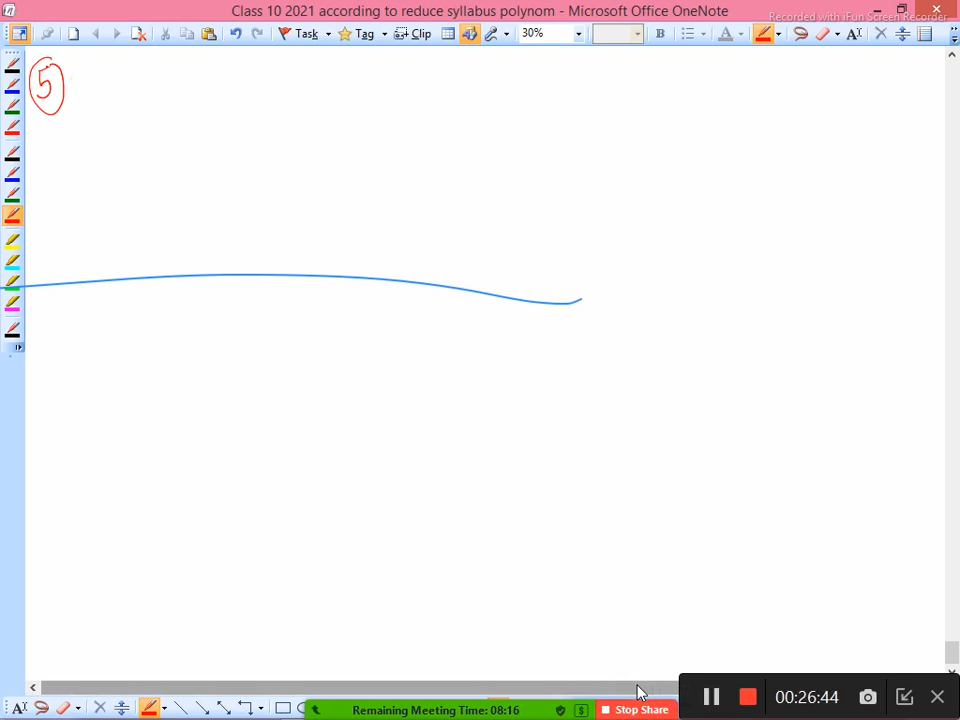 Class 10 2021 according to reduce syllabus polynom - Microsoft Office OneNote
Recorded with iFun Screen Recorder
Task Tag Clip 30% B A A
5
00:26:44
A Remaining Meeting Time: 08:16 $ Stop Share